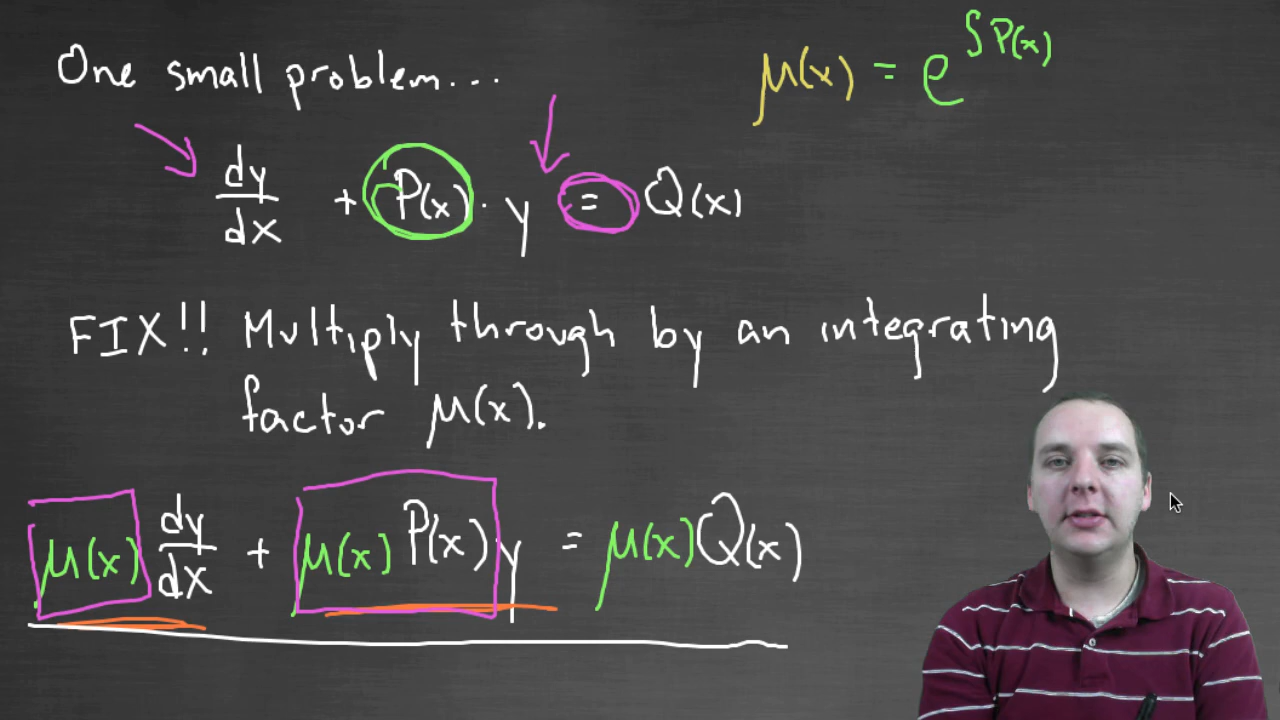 One small problem...
μ(x) = e^∫P(x)
dy/dx + P(x) · y = Q(x)
FIX!! Multiply through by an integrating
factor μ(x).
μ(x) dy/dx + μ(x) P(x) y = μ(x) Q(x)